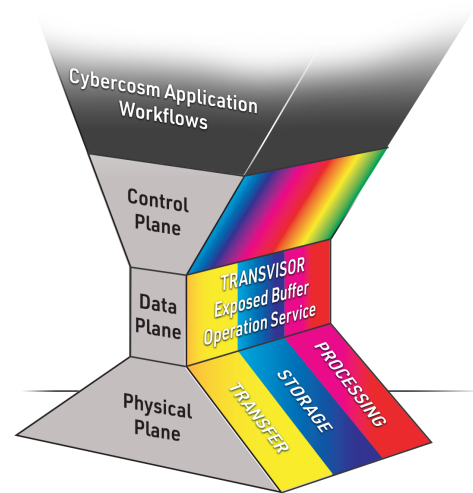 Cybercosm Application
Workflows
Control
Plane
TRANSVISOR
Exposed Buffer
Operation Service
Data
Plane
PROCESSING
STORAGE
TRANSFER
Physical
Plane